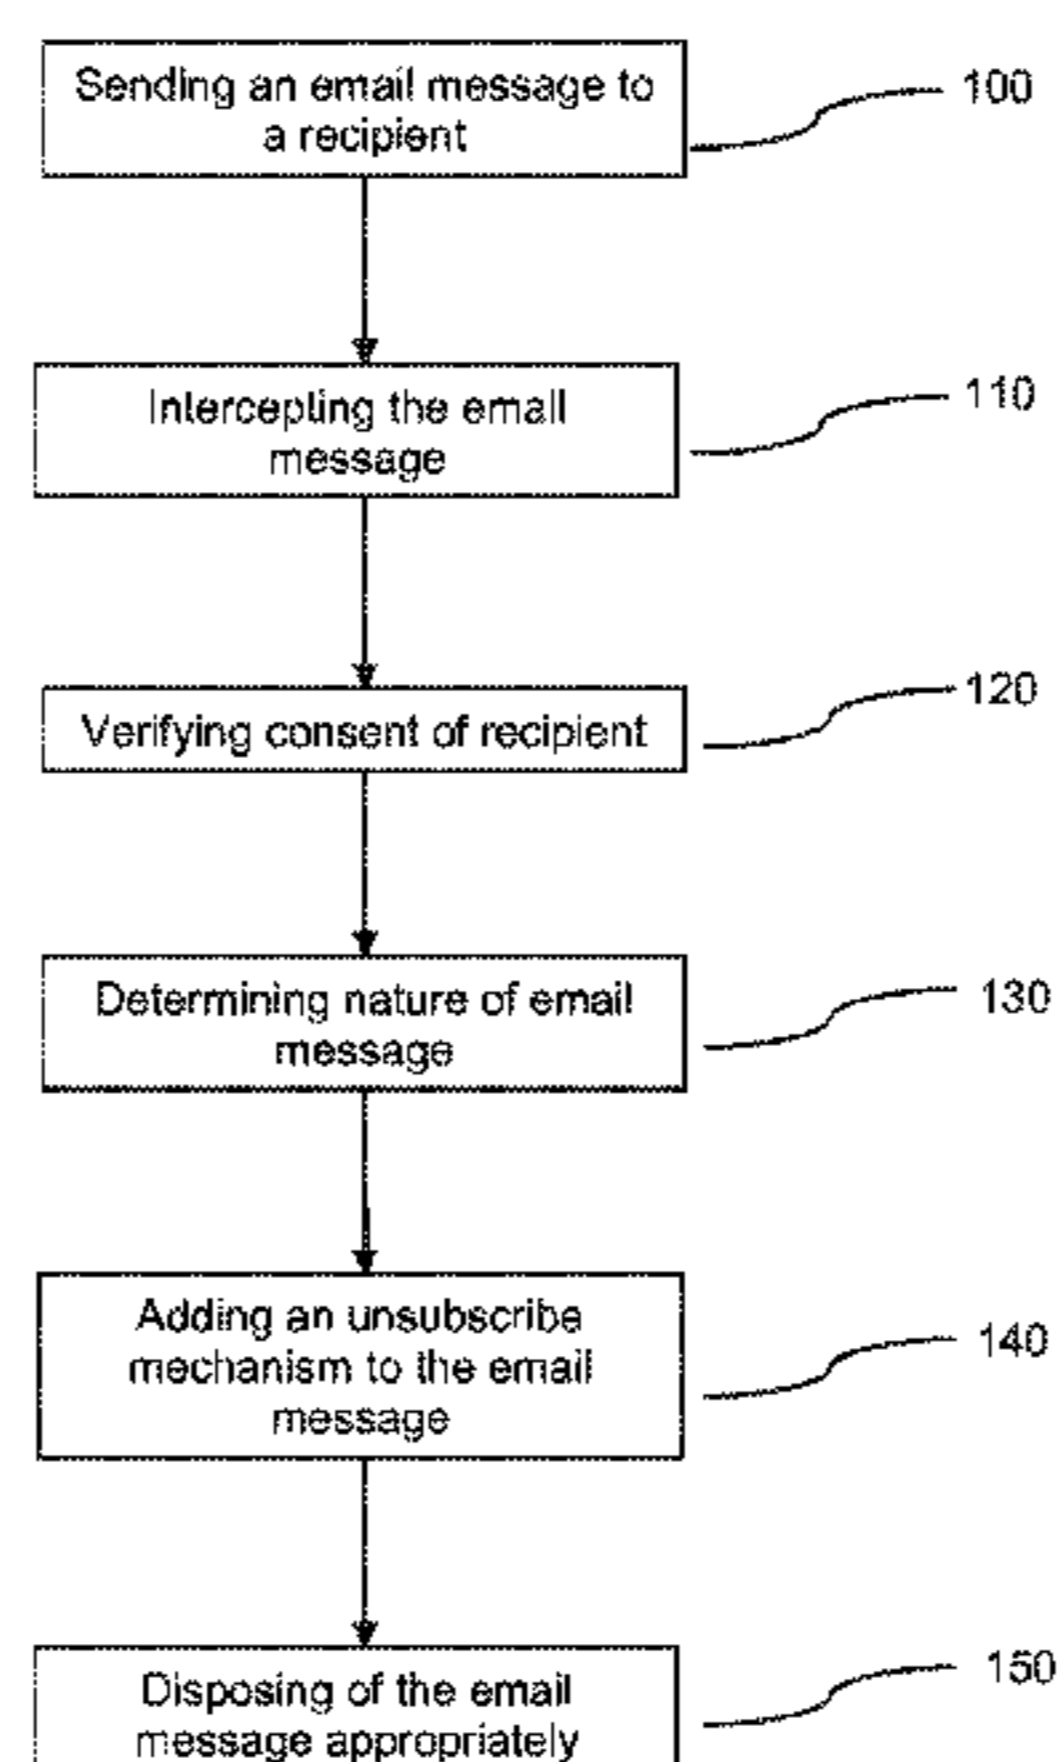 Sending an email message to
a recipient
100
Intercepting the email
message
110
Verifying consent of recipient
120
Determining nature of email
message
130
Adding an unsubscribe
mechanism to the email
message
140
Disposing of the email
message appropriately
150